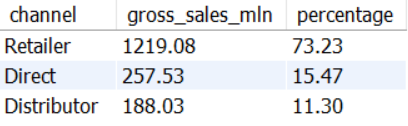 channel gross_sales_mln percentage
Retailer 1219.08 73.23
Direct 257.53 15.47
Distributor 188.03 11.30